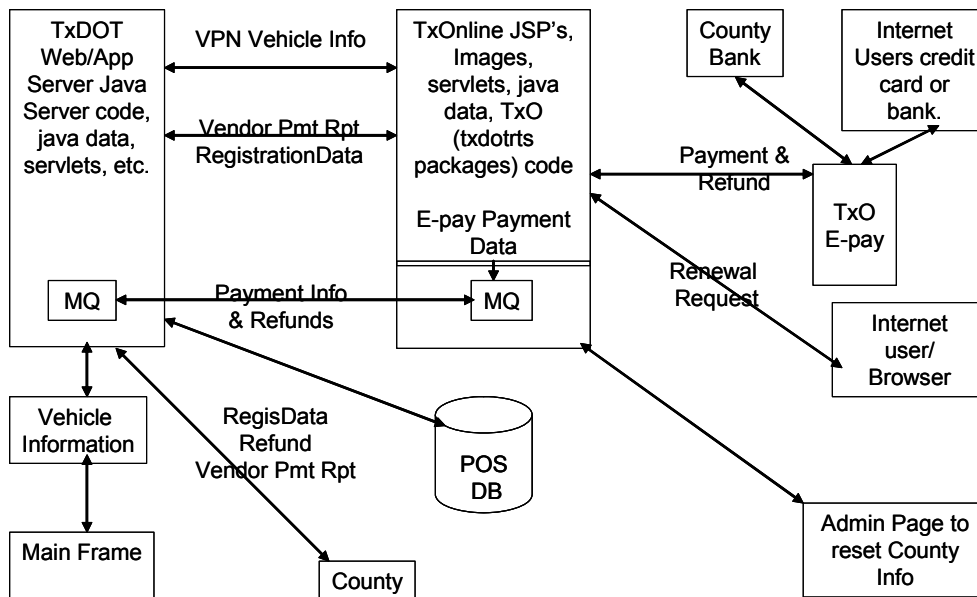 TxDOT
Web/App
Server Java
Server code,
java data,
servlets, etc.
MQ
VPN Vehicle Info
Vendor Pmt Rpt
RegistrationData
Payment Info
& Refunds
TxOnline JSP's,
Images,
servlets, java
data, TxO
(txdotrts
packages) code
E-pay Payment
Data
MQ
County
Bank
Internet
Users credit
card or
bank.
Payment &
Refund
TxO
E-pay
Renewal
Request
Internet
user/
Browser
Vehicle
Information
Main Frame
RegisData
Refund
Vendor Pmt Rpt
County
POS
DB
Admin Page to
reset County
Info